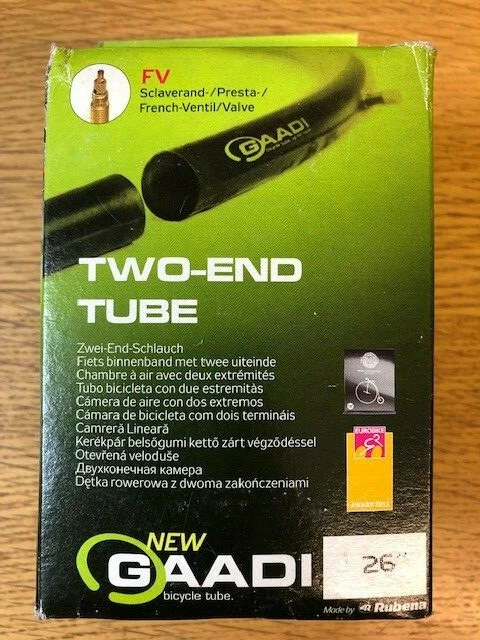 FV
Sclaverand-/Presta-/
French-Ventil/Valve
GAADI
TWO-END
TUBE
Zwei-End-Schlauch
Fiets binnenband met twee uiteinde
Chambre à air avec deux extrémités
Tubo bicicleta con due estremitàs
Cámera de aire con dos extremos
Cámara de bicicleta com dois termináis
Camreră Lineară
Kerékpár belsőgumi kettő zárt végződéssel
Otevřená veloduše
Двухконечная камера
Dętka rowerowa z dwoma zakończeniami
EUROBIKE
AWARD 2012
NEW
GAADI
bicycle tube.
26"
Made by Rubena